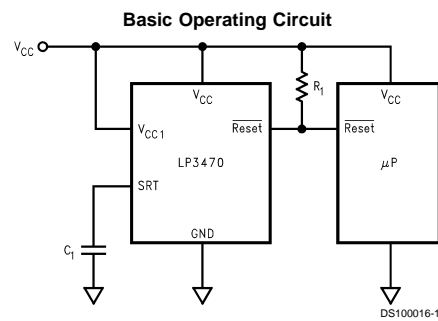 Basic Operating Circuit
VCC
VCC
R1
VCC
VCC1
Reset
Reset
LP3470
μP
SRT
GND
C1
DS100016-1